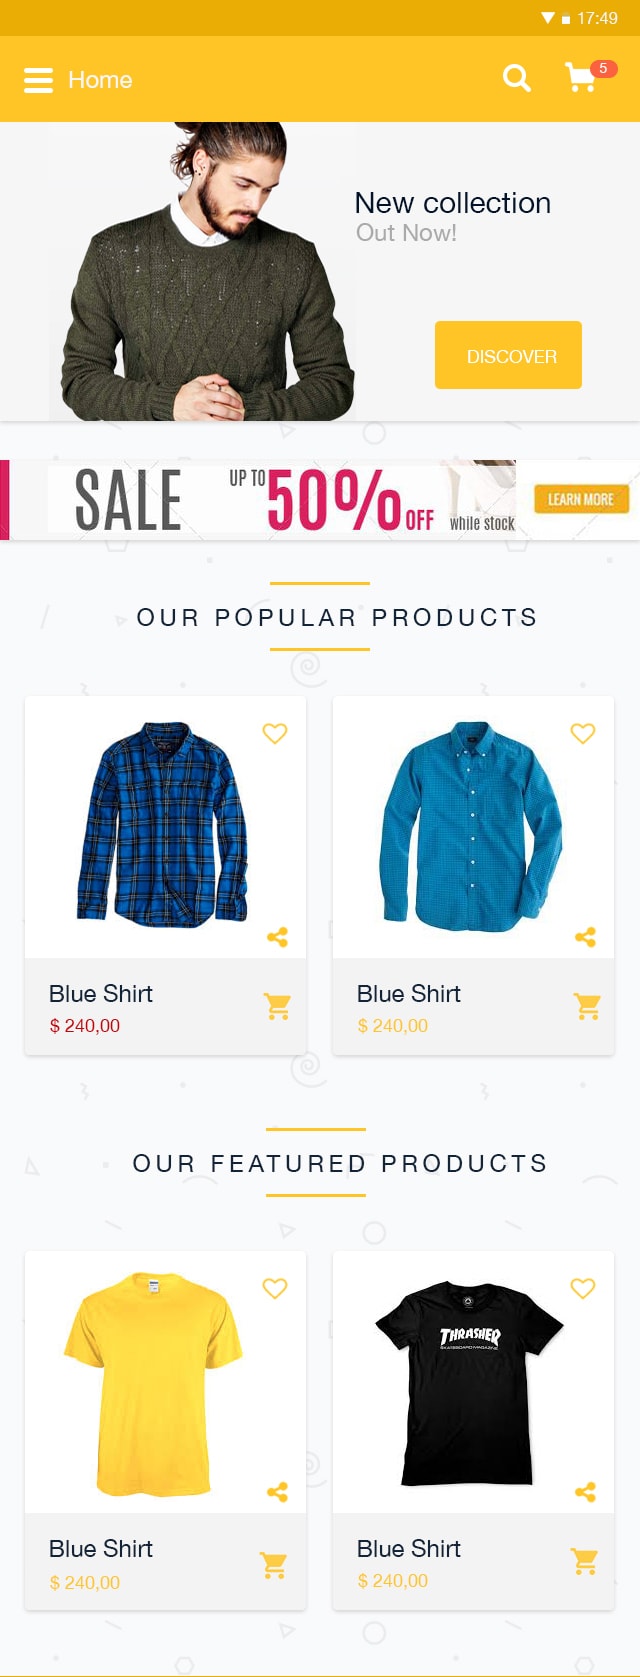 17:49
Home
5
New collection
Out Now!
DISCOVER
SALE UP TO 50% OFF while stock
LEARN MORE
OUR POPULAR PRODUCTS
Blue Shirt
$ 240,00
Blue Shirt
$ 240,00
OUR FEATURED PRODUCTS
THRASHER
SKATEBOARD MAGAZINE
Blue Shirt
$ 240,00
Blue Shirt
$ 240,00